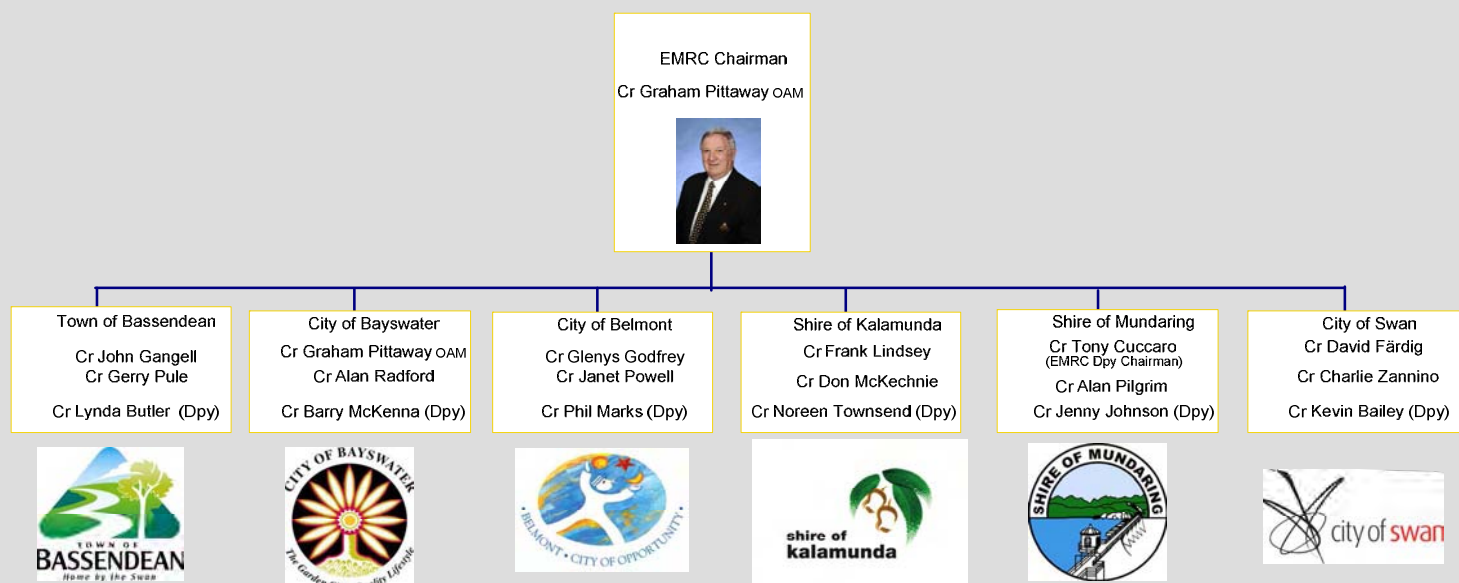 EMRC Chairman
Cr Graham Pittaway OAM
Town of Bassendean
Cr John Gangell
Cr Gerry Pule
Cr Lynda Butler (Dpy)
City of Bayswater
Cr Graham Pittaway OAM
Cr Alan Radford
Cr Barry McKenna (Dpy)
City of Belmont
Cr Glenys Godfrey
Cr Janet Powell
Cr Phil Marks (Dpy)
Shire of Kalamunda
Cr Frank Lindsey
Cr Don McKechnie
Cr Noreen Townsend (Dpy)
Shire of Mundaring
Cr Tony Cuccaro
(EMRC Dpy Chairman)
Cr Alan Pilgrim
Cr Jenny Johnson (Dpy)
City of Swan
Cr David Färdig
Cr Charlie Zannino
Cr Kevin Bailey (Dpy)
TOWN OF
BASSENDEAN
Home by the Swan
CITY OF BAYSWATER
The Garden Lifestyle
BELMONT • CITY OF OPPORTUNITY
shire of
kalamunda
SHIRE OF MUNDARING
city of swan